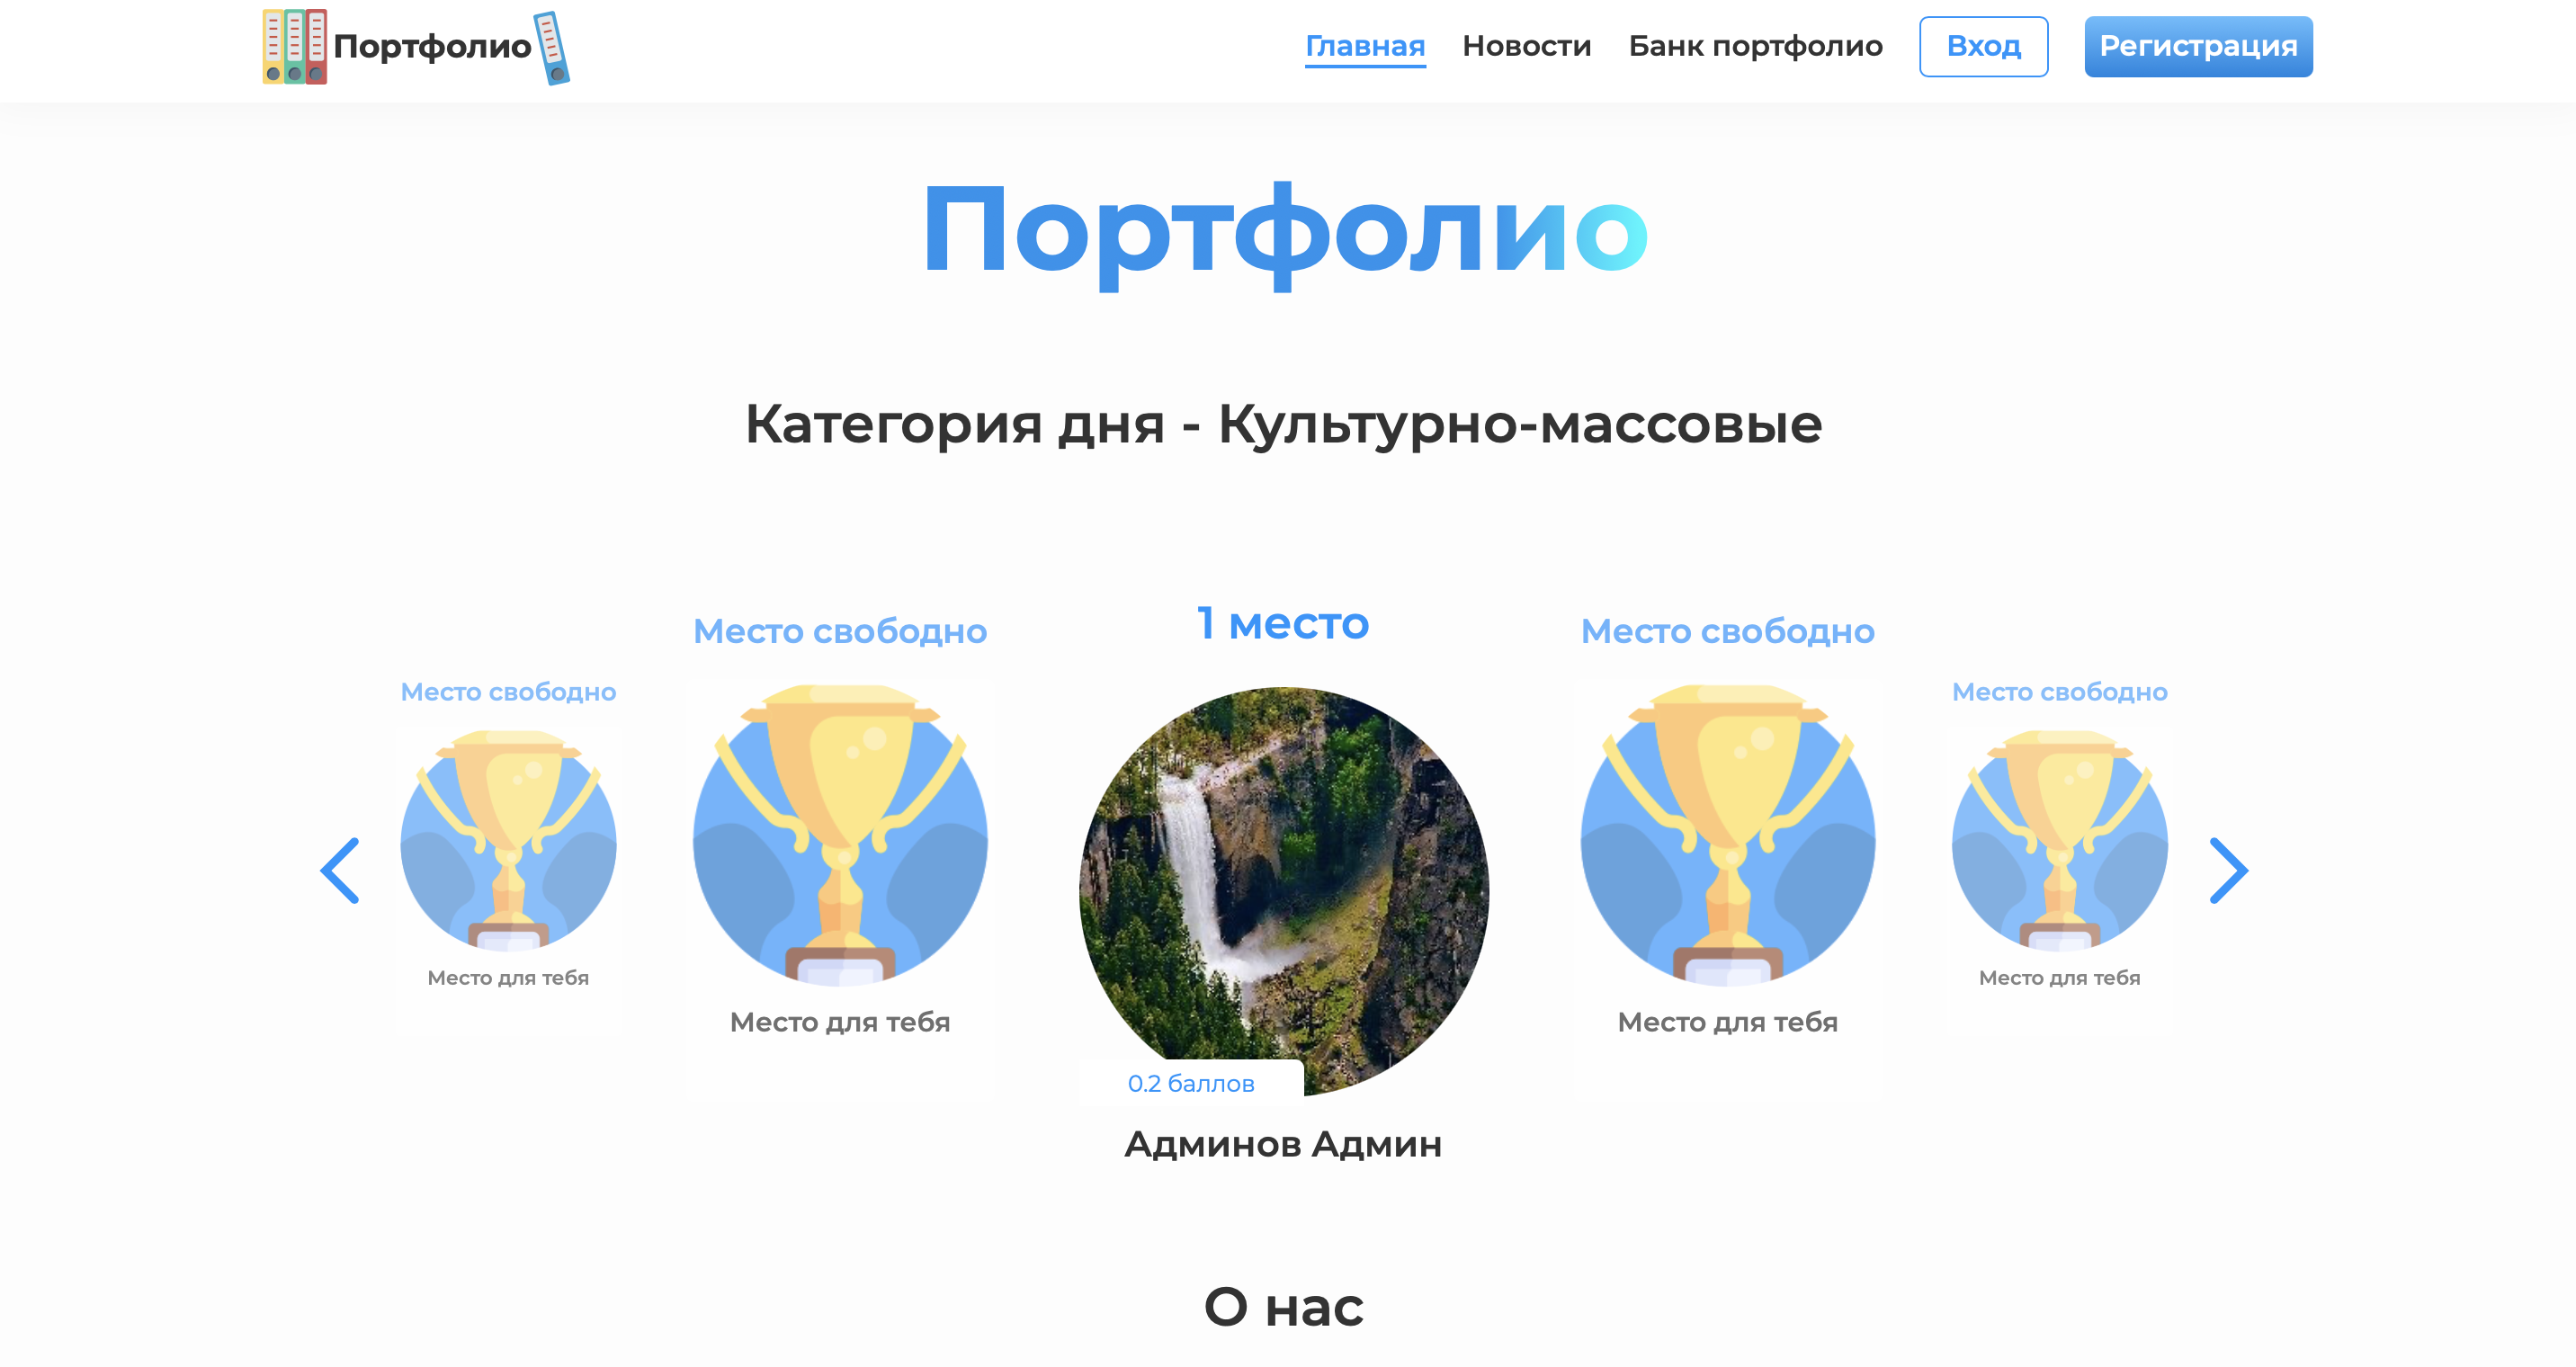 Портфолио
Главная
Новости
Банк портфолио
Вход
Регистрация
Портфолио
Категория дня - Культурно-массовые
Место свободно
Место для тебя
Место свободно
Место для тебя
1 место
0.2 баллов
Админов Админ
Место свободно
Место для тебя
Место свободно
Место для тебя
О нас